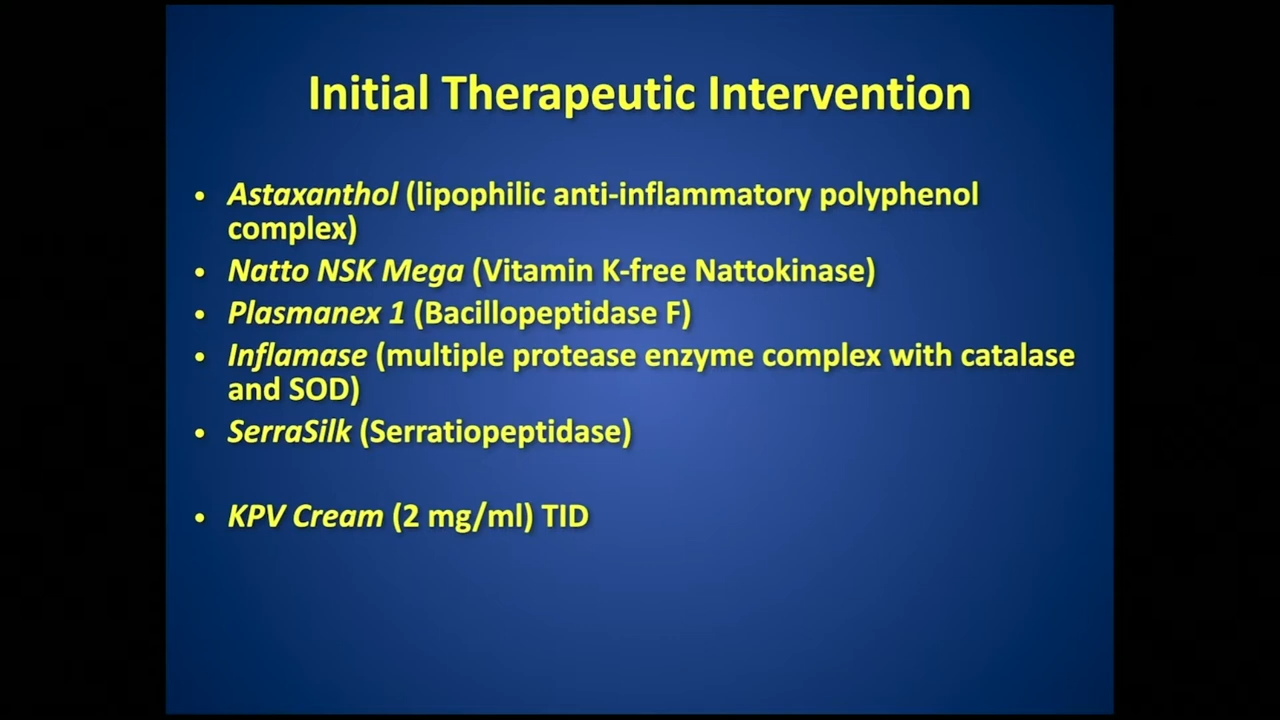 Initial Therapeutic Intervention
• Astaxanthol (lipophilic anti-inflammatory polyphenol
complex)
• Natto NSK Mega (Vitamin K-free Nattokinase)
• Plasmanex 1 (Bacillopeptidase F)
• Inflamase (multiple protease enzyme complex with catalase
and SOD)
• SerraSilk (Serratiopeptidase)
• KPV Cream (2 mg/ml) TID